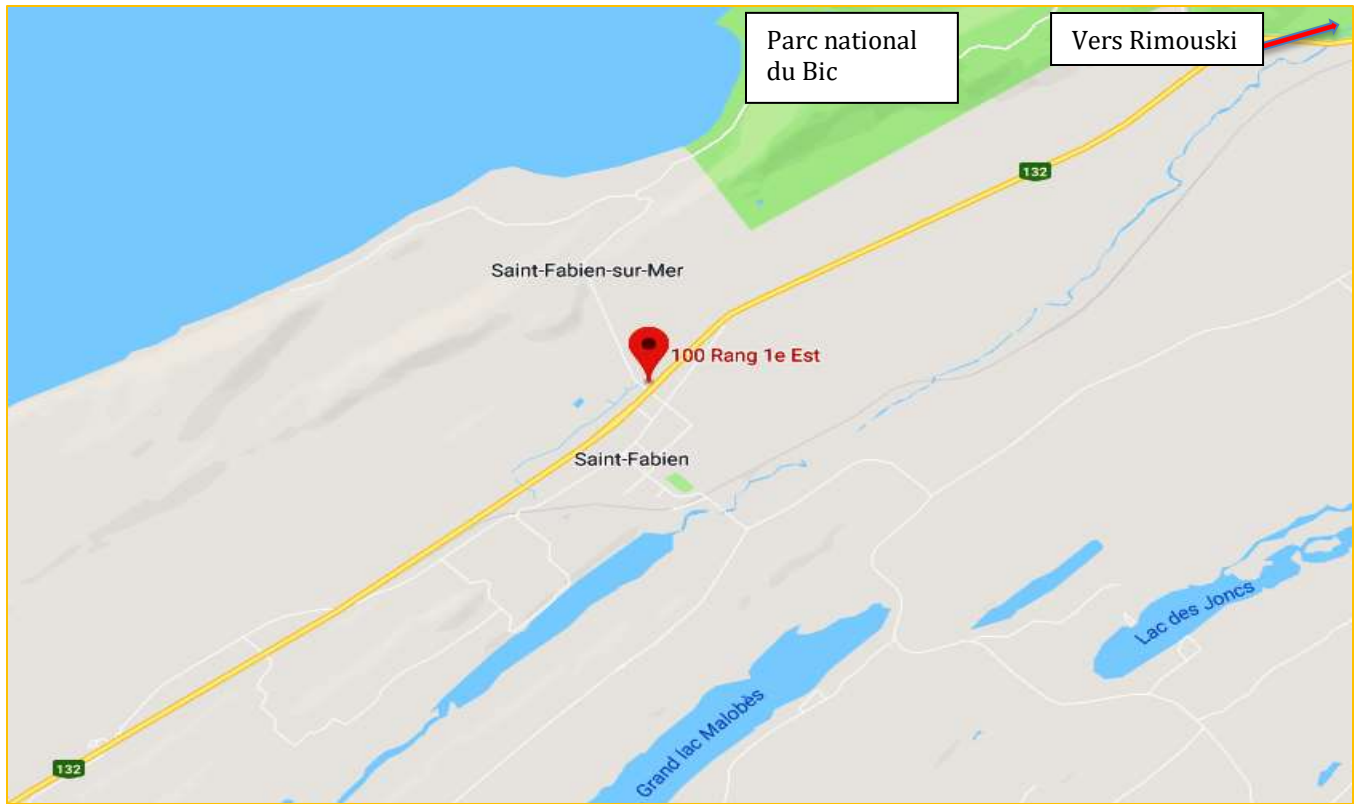 Parc national
du Bic
Vers Rimouski
132
Saint-Fabien-sur-Mer
100 Rang 1e Est
Saint-Fabien
Lac des Joncs
Grand lac Malobès
132